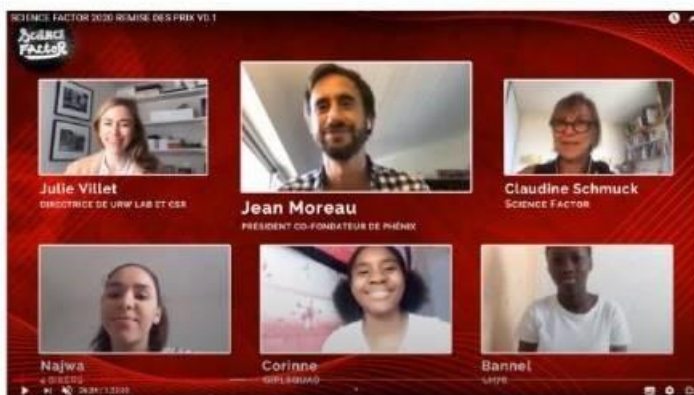 SCIENCE FACTOR 2020 REMISE DES PRIX V0.1
SCIENCE
FACTOR
Julie Villet
DIRECTRICE DE URW LAB ET CSR
Jean Moreau
PRÉSIDENT CO-FONDATEUR DE PHÉNIX
Claudine Schmuck
SCIENCE FACTOR
Najwa
Corinne
GIRLSQUAD
Bannel